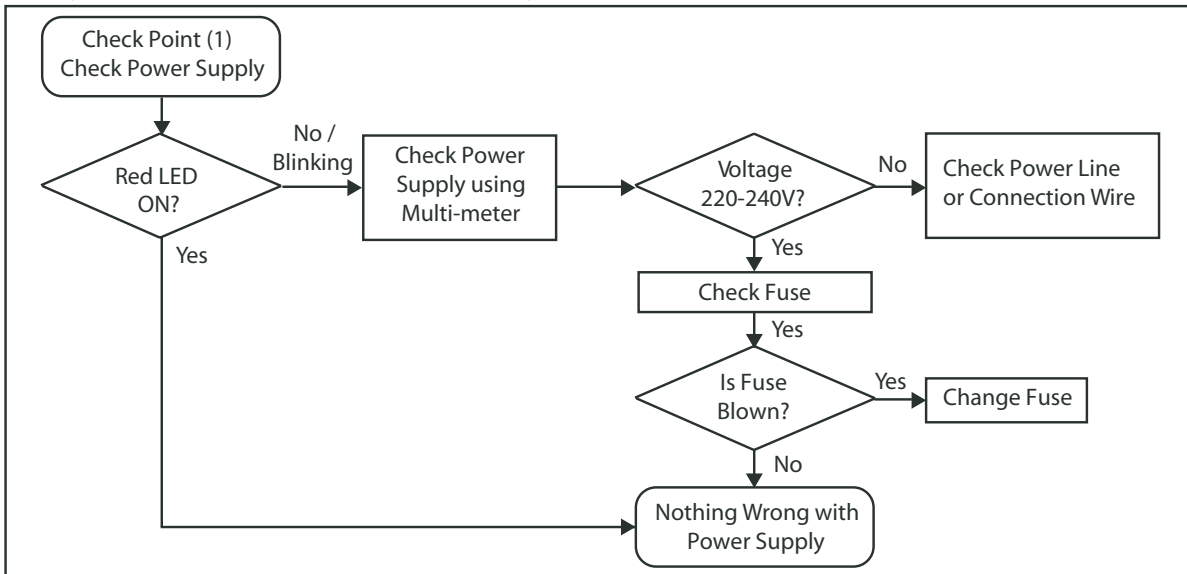 Check Point (1)
Check Power Supply
Red LED
ON?
No /
Blinking
Yes
Check Power
Supply using
Multi-meter
Voltage
220-240V?
No
Check Power Line
or Connection Wire
Yes
Check Fuse
Yes
Is Fuse
Blown?
Yes
Change Fuse
No
Nothing Wrong with
Power Supply